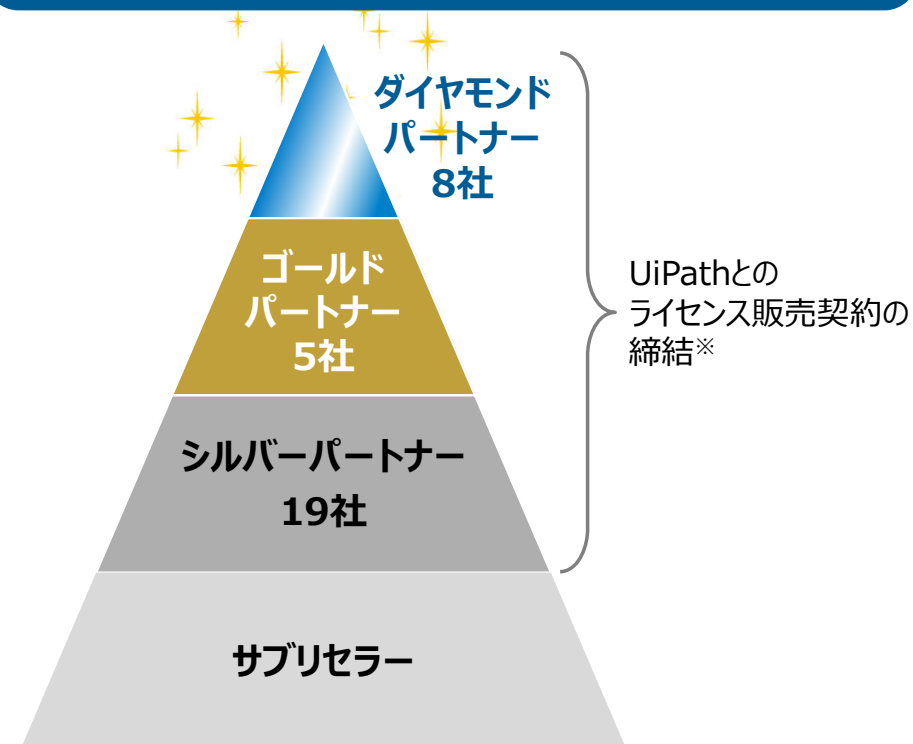 ダイヤモンド
パートナー
8社
ゴールド
パートナー
5社
UiPathとの
ライセンス販売契約の
締結※
シルバーパートナー
19社
サブリセラー